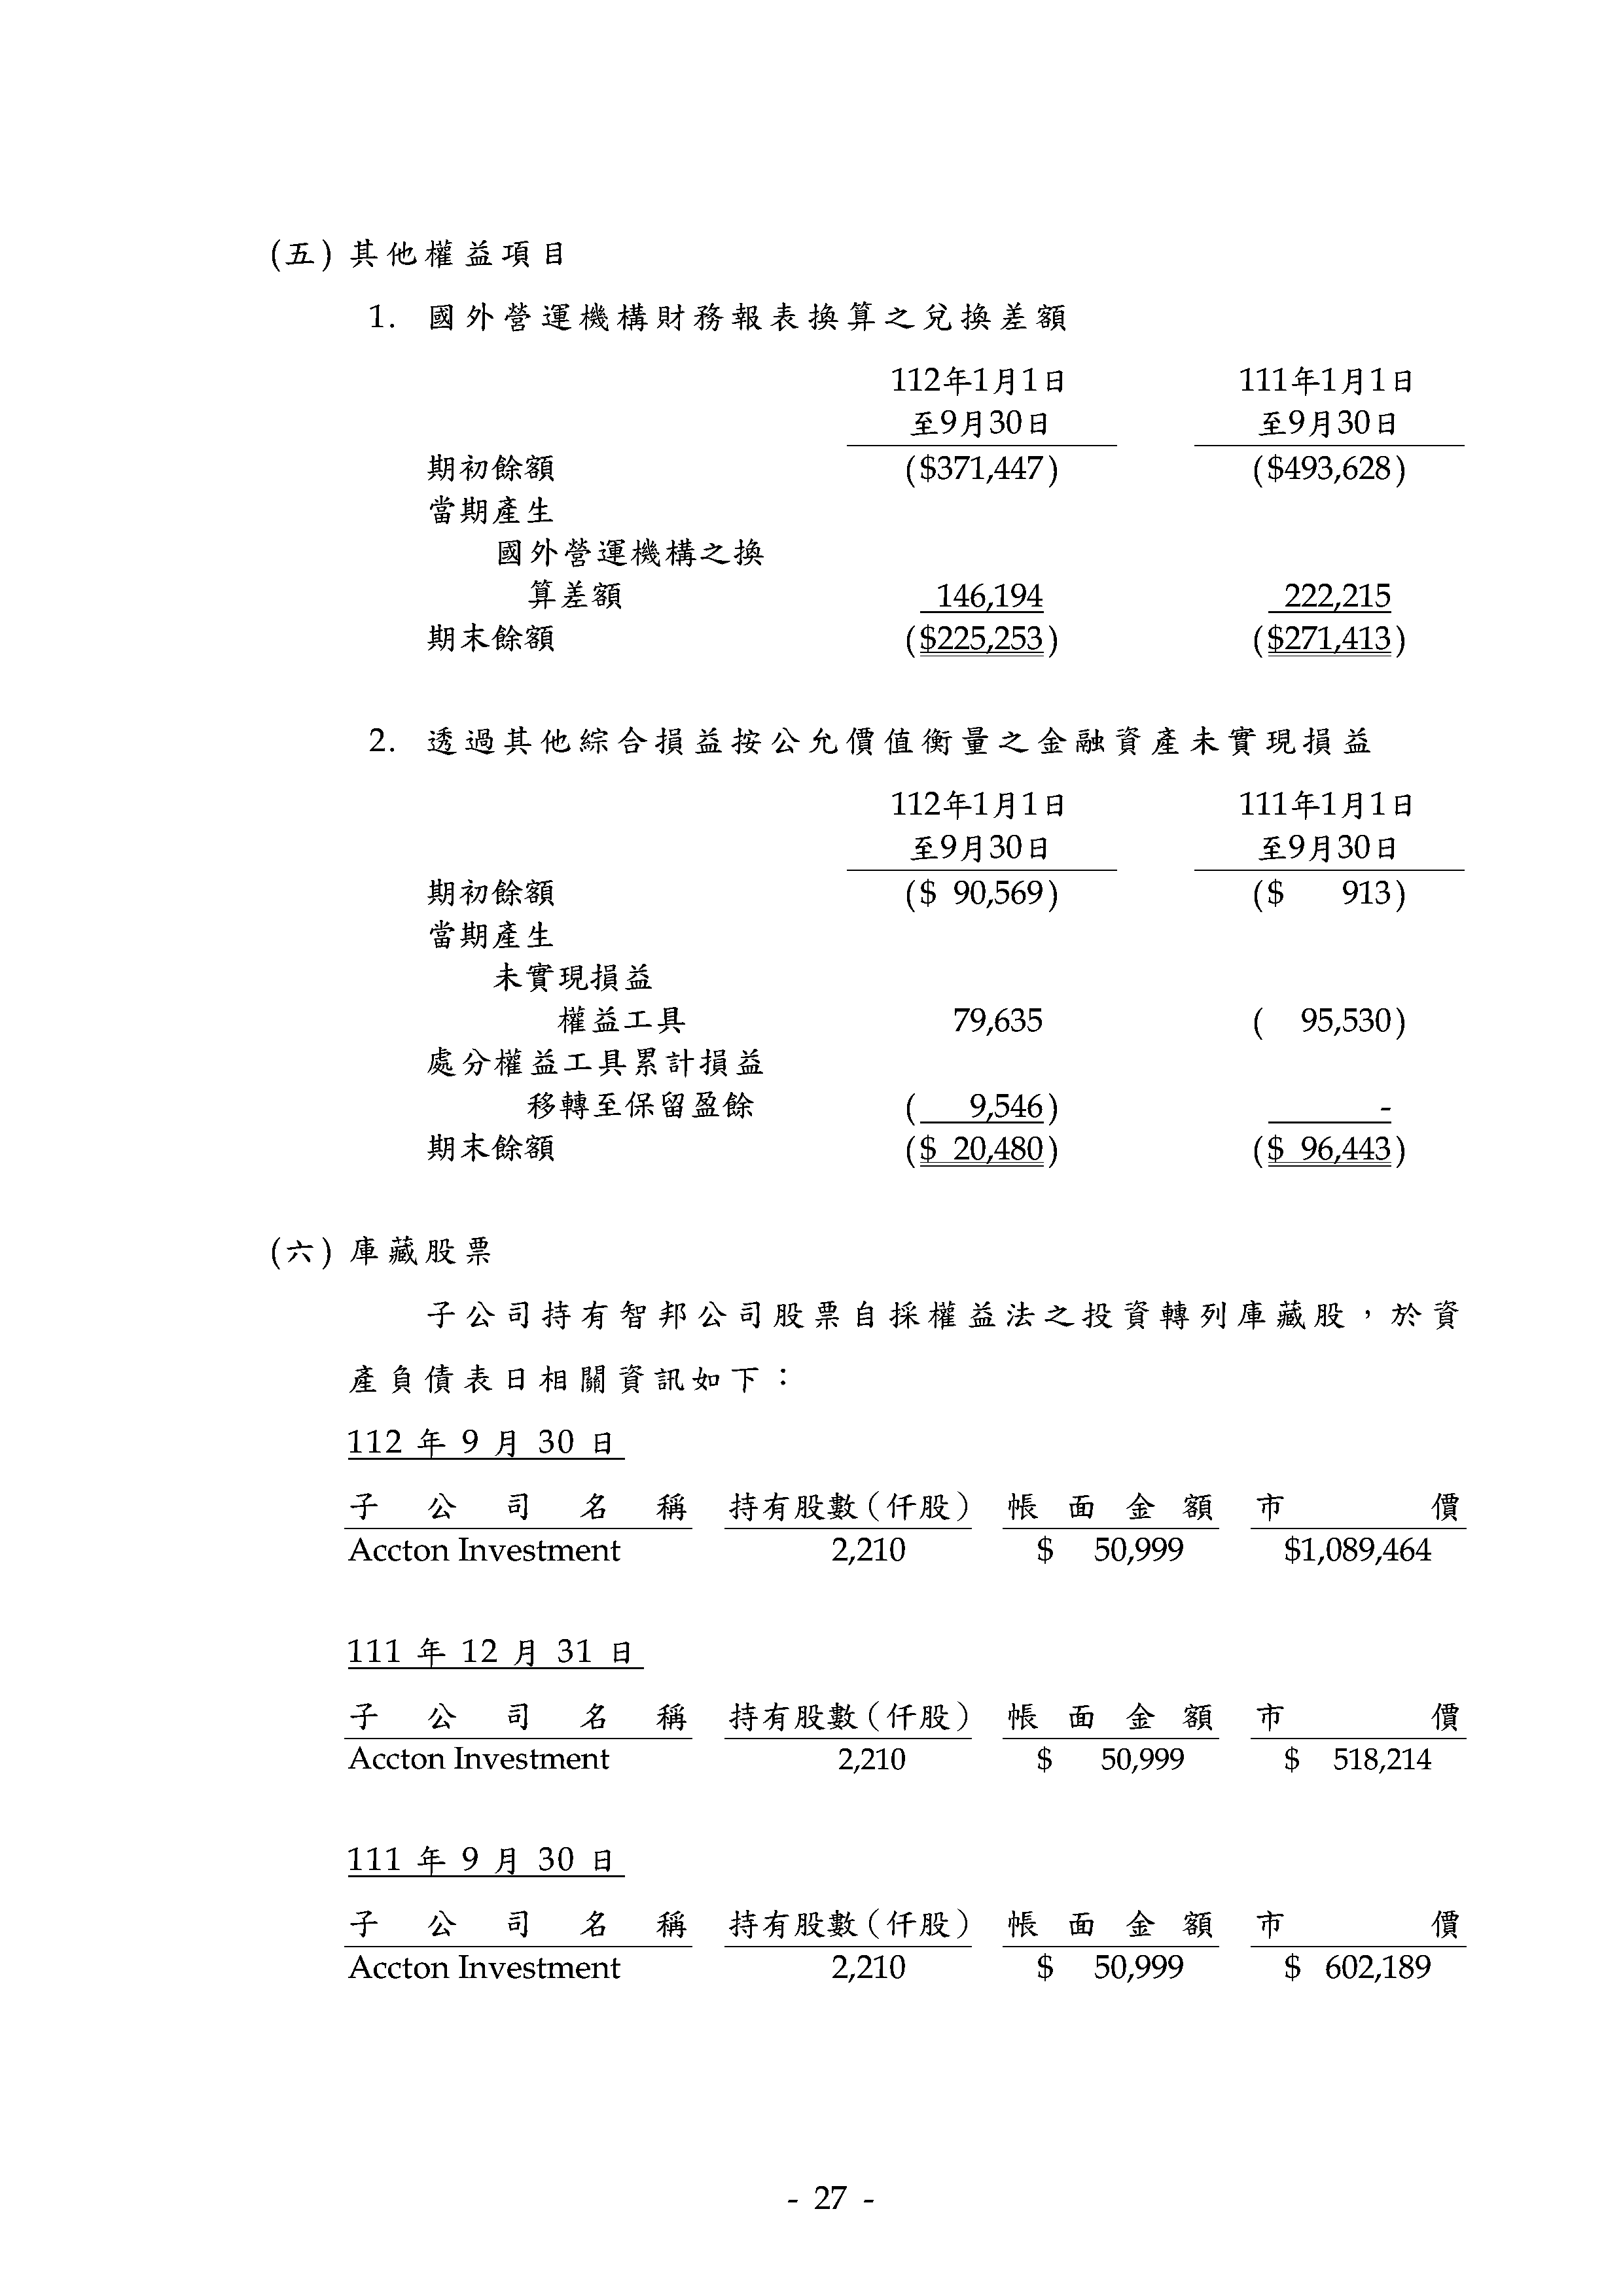 (五) 其他權益項目
1. 國外營運機構財務報表換算之兌換差額
112年1月1日 111年1月1日
至9月30日 至9月30日
期初餘額 ($371,447) ($493,628)
當期產生
國外營運機構之換
算差額 146,194 222,215
期末餘額 ($225,253) ($271,413)
2. 透過其他綜合損益按公允價值衡量之金融資產未實現損益
112年1月1日 111年1月1日
至9月30日 至9月30日
期初餘額 ($ 90,569) ($ 913)
當期產生
未實現損益
權益工具 79,635 ( 95,530)
處分權益工具累計損益
移轉至保留盈餘 ( 9,546) -
期末餘額 ($ 20,480) ($ 96,443)
(六) 庫藏股票
子公司持有智邦公司股票自採權益法之投資轉列庫藏股，於資
產負債表日相關資訊如下：
112 年 9 月 30 日
子公司名稱 持有股數(仟股) 帳面金額 市價
Accton Investment 2,210 $ 50,999 $1,089,464
111 年 12 月 31 日
子公司名稱 持有股數(仟股) 帳面金額 市價
Accton Investment 2,210 $ 50,999 $ 518,214
111 年 9 月 30 日
子公司名稱 持有股數(仟股) 帳面金額 市價
Accton Investment 2,210 $ 50,999 $ 602,189
- 27 -